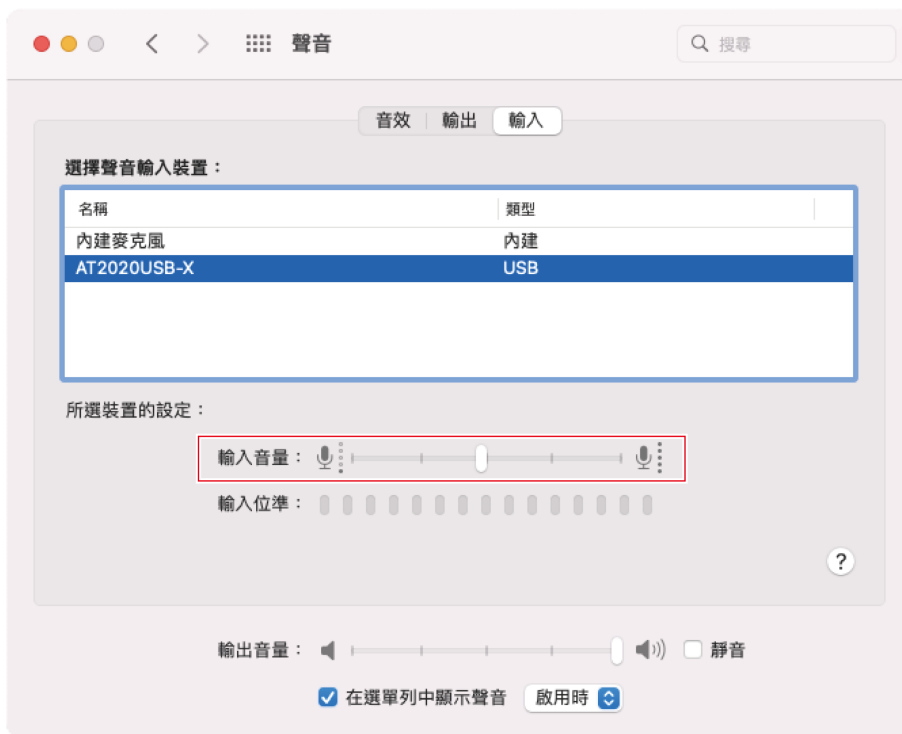 聲音
搜尋
音效 輸出 輸入
選擇聲音輸入裝置：
名稱 類型
內建麥克風 內建
AT2020USB-X USB
所選裝置的設定：
輸入音量：
輸入位準：
?
輸出音量： 靜音
在選單列中顯示聲音 啟用時